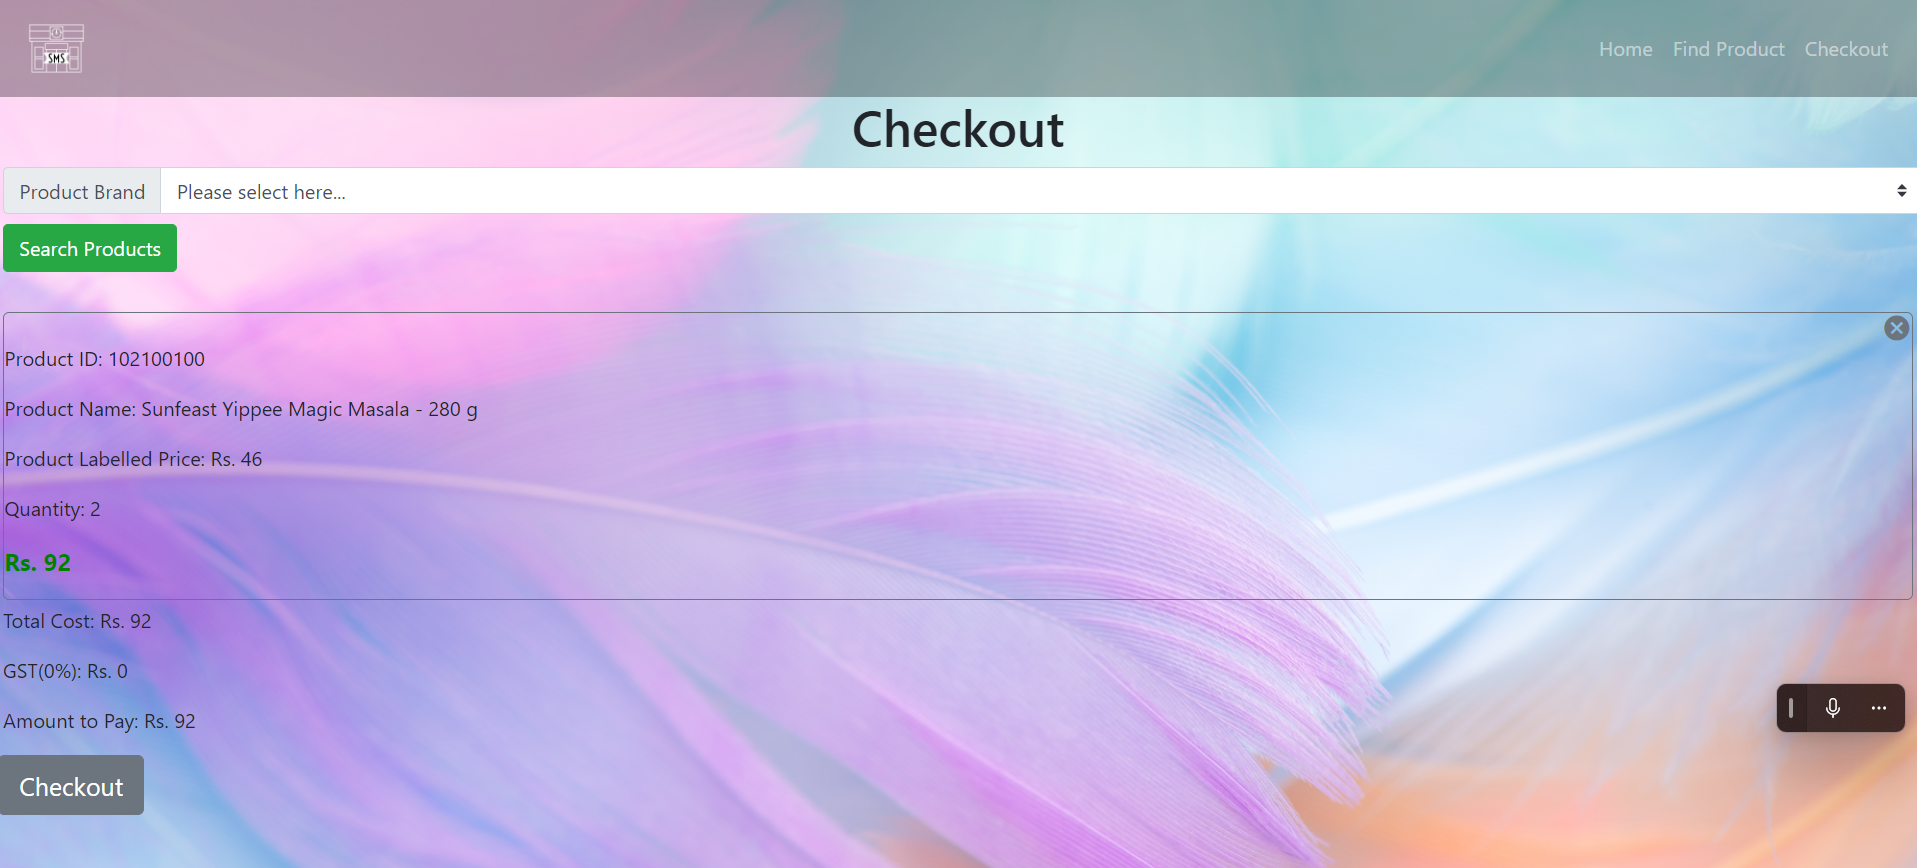 SMS
Home Find Product Checkout
Checkout
Product Brand Please select here...
Search Products
Product ID: 102100100
Product Name: Sunfeast Yippee Magic Masala - 280 g
Product Labelled Price: Rs. 46
Quantity: 2
Rs. 92
Total Cost: Rs. 92
GST(0%): Rs. 0
Amount to Pay: Rs. 92
Checkout